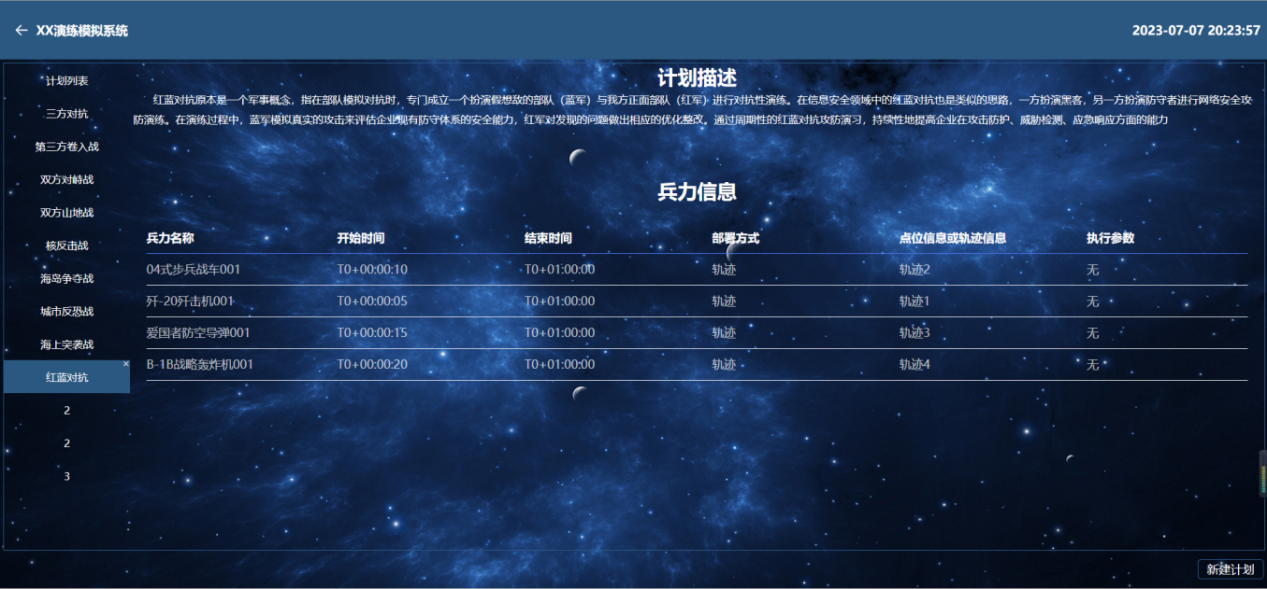 ← XX演练模拟系统
2023-07-07 20:23:57
计划列表
三方对抗
第三方卷入战
双方对峙战
双方山地战
核反击战
海岛争夺战
城市反恐战
海上突袭战
红蓝对抗 ×
2
2
3
计划描述
红蓝对抗原本是一个军事概念，指在部队模拟对抗时，专门成立一个扮演假想敌的部队（蓝军）与我方正面部队（红军）进行对抗性演练。在信息安全领域中的红蓝对抗也是类似的思路，一方扮演黑客，另一方扮演防守者进行网络安全攻
防演练。在演练过程中，蓝军模拟真实的攻击来评估企业现有防守体系的安全能力，红军对发现的问题做出相应的优化整改。通过周期性的红蓝对抗攻防演习，持续性地提高企业在攻击防护、威胁检测、应急响应方面的能力
兵力信息
兵力名称 开始时间 结束时间 部署方式 点位信息或轨迹信息 执行参数
04式步兵战车001 T0+00:00:10 T0+01:00:00 轨迹 轨迹2 无
歼-20歼击机001 T0+00:00:05 T0+01:00:00 轨迹 轨迹1 无
爱国者防空导弹001 T0+00:00:15 T0+01:00:00 轨迹 轨迹3 无
B-1B战略轰炸机001 T0+00:00:20 T0+01:00:00 轨迹 轨迹4 无
新建计划